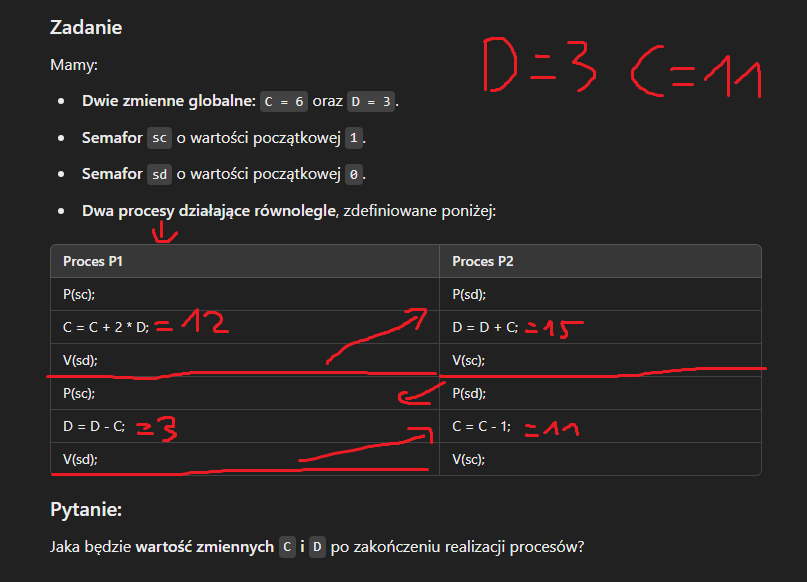 Zadanie
D=3 C=11
Mamy:
• Dwie zmienne globalne: C = 6 oraz D = 3.
• Semafor sc o wartości początkowej 1.
• Semafor sd o wartości początkowej 0.
• Dwa procesy działające równolegle, zdefiniowane poniżej:
Proces P1 Proces P2
P(sc); P(sd);
C = C + 2 * D; =12 D = D + C; =15
V(sd); V(sc);
P(sc); P(sd);
D = D - C; =3 C = C - 1; =11
V(sd); V(sc);
Pytanie:
Jaka będzie wartość zmiennych C i D po zakończeniu realizacji procesów?